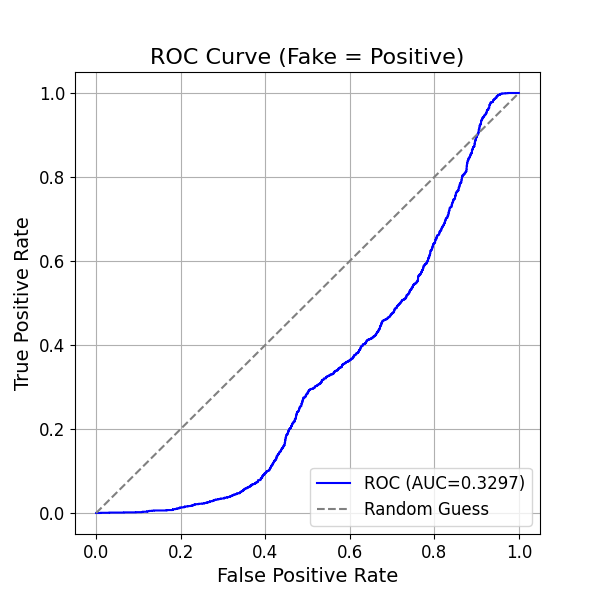 ROC Curve (Fake = Positive)
True Positive Rate
1.0
0.8
0.6
0.4
0.2
0.0
ROC (AUC=0.3297)
Random Guess
0.0 0.2 0.4 0.6 0.8 1.0
False Positive Rate